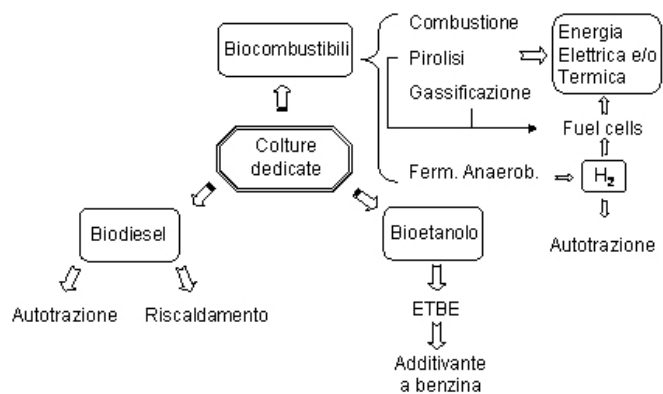 Combustione
Biocombustibili
Pirolisi
Gassificazione
Energia
Elettrica e/o
Termica
Fuel cells
Colture
dedicate
Ferm. Anaerob.
H₂
Autotrazione
Biodiesel
Bioetanolo
Autotrazione
Riscaldamento
ETBE
Additivante
a benzina